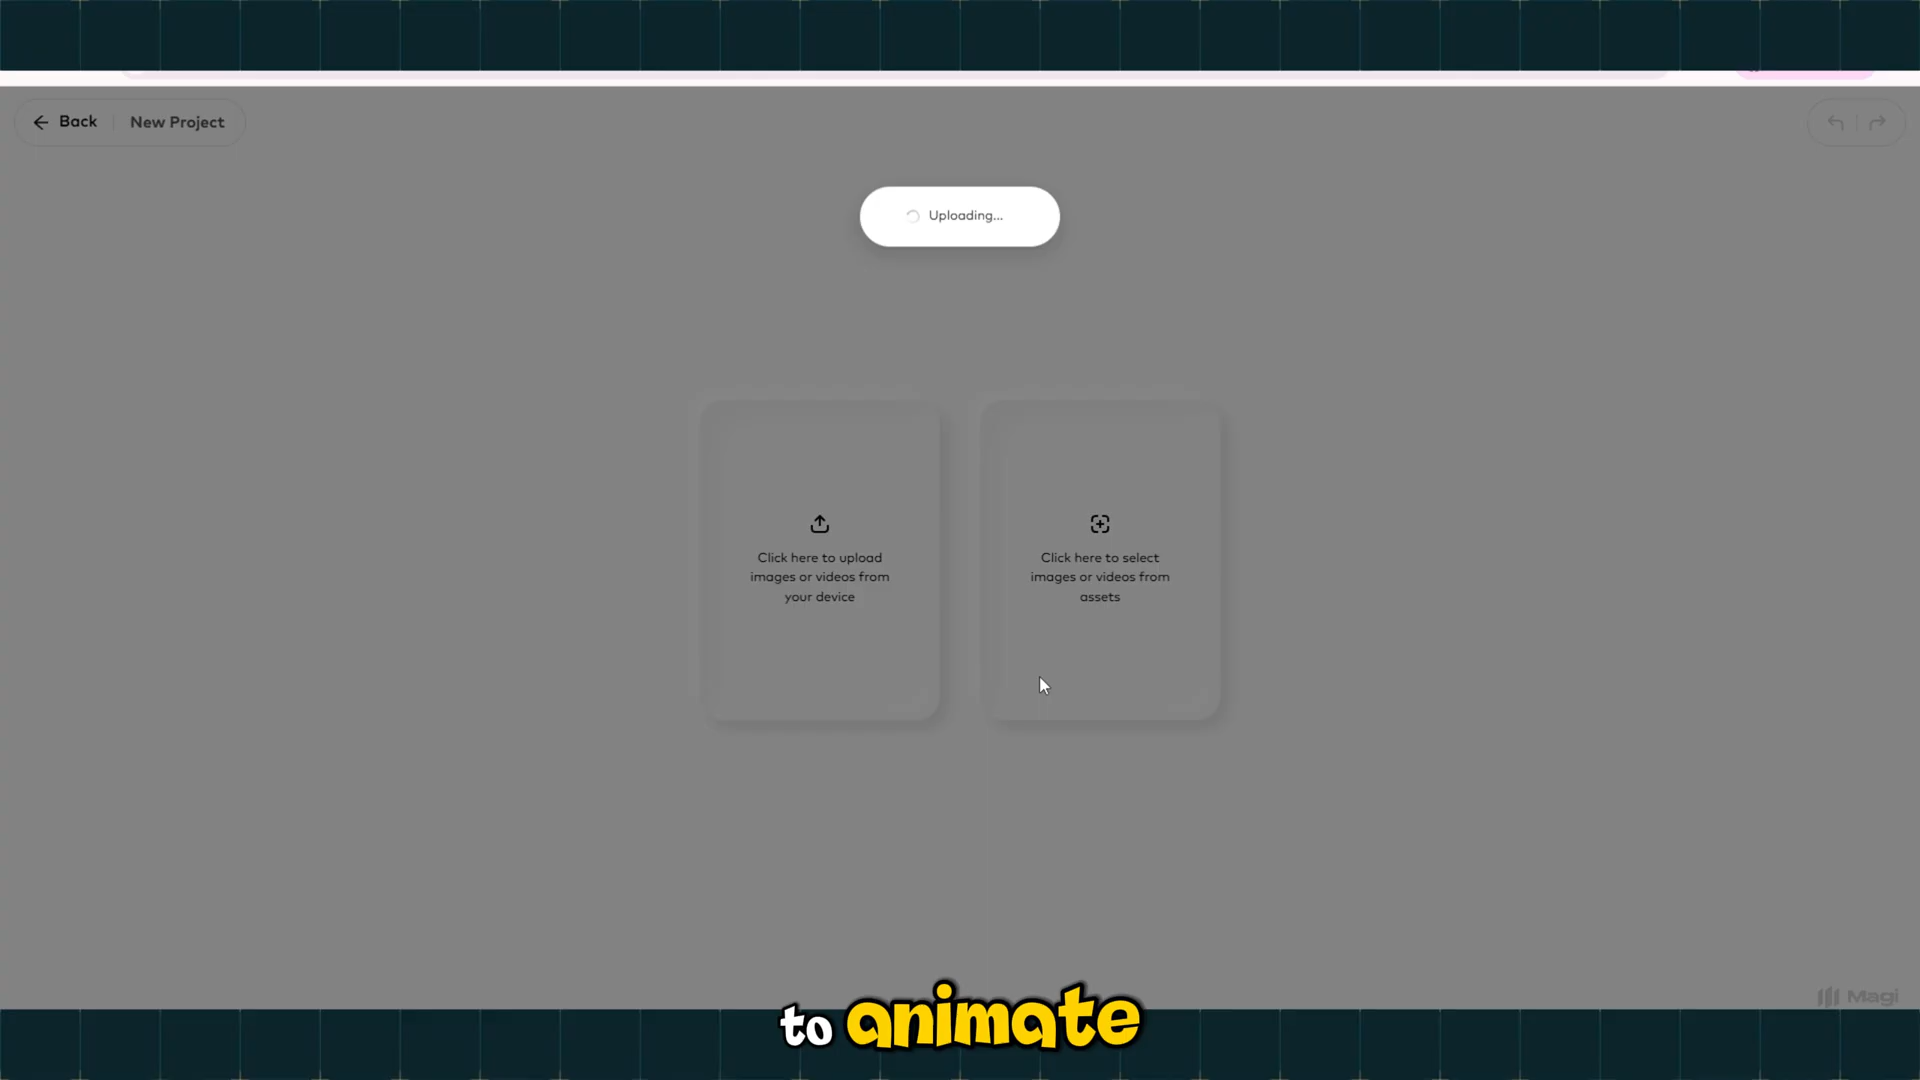 Back
New Project
Uploading...
Click here to upload
images or videos from
your device
Click here to select
images or videos from
assets
Magi
to animate